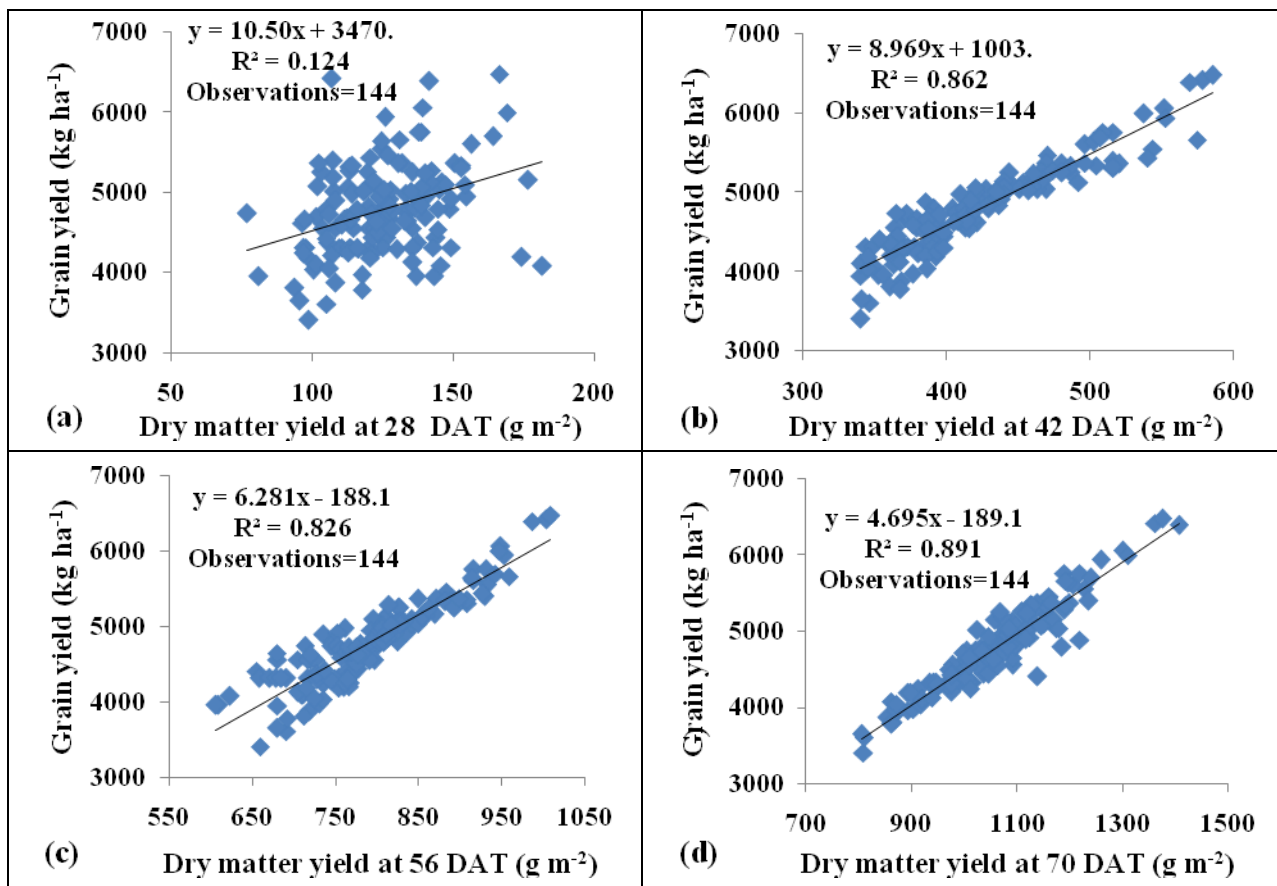 y = 10.50x + 3470.
R² = 0.124
Observations=144
Grain yield (kg ha⁻¹)
7000
6000
5000
4000
3000
50
100
150
200
(a)
Dry matter yield at 28 DAT (g m⁻²)
y = 8.969x + 1003.
R² = 0.862
Observations=144
Grain yield (kg ha⁻¹)
7000
6000
5000
4000
3000
300
400
500
600
(b)
Dry matter yield at 42 DAT (g m⁻²)
y = 6.281x - 188.1
R² = 0.826
Observations=144
Grain yield (kg ha⁻¹)
7000
6000
5000
4000
3000
550
650
750
850
950
1050
(c)
Dry matter yield at 56 DAT (g m⁻²)
y = 4.695x - 189.1
R² = 0.891
Observations=144
Grain yield (kg ha⁻¹)
7000
6000
5000
4000
3000
700
900
1100
1300
1500
(d)
Dry matter yield at 70 DAT (g m⁻²)